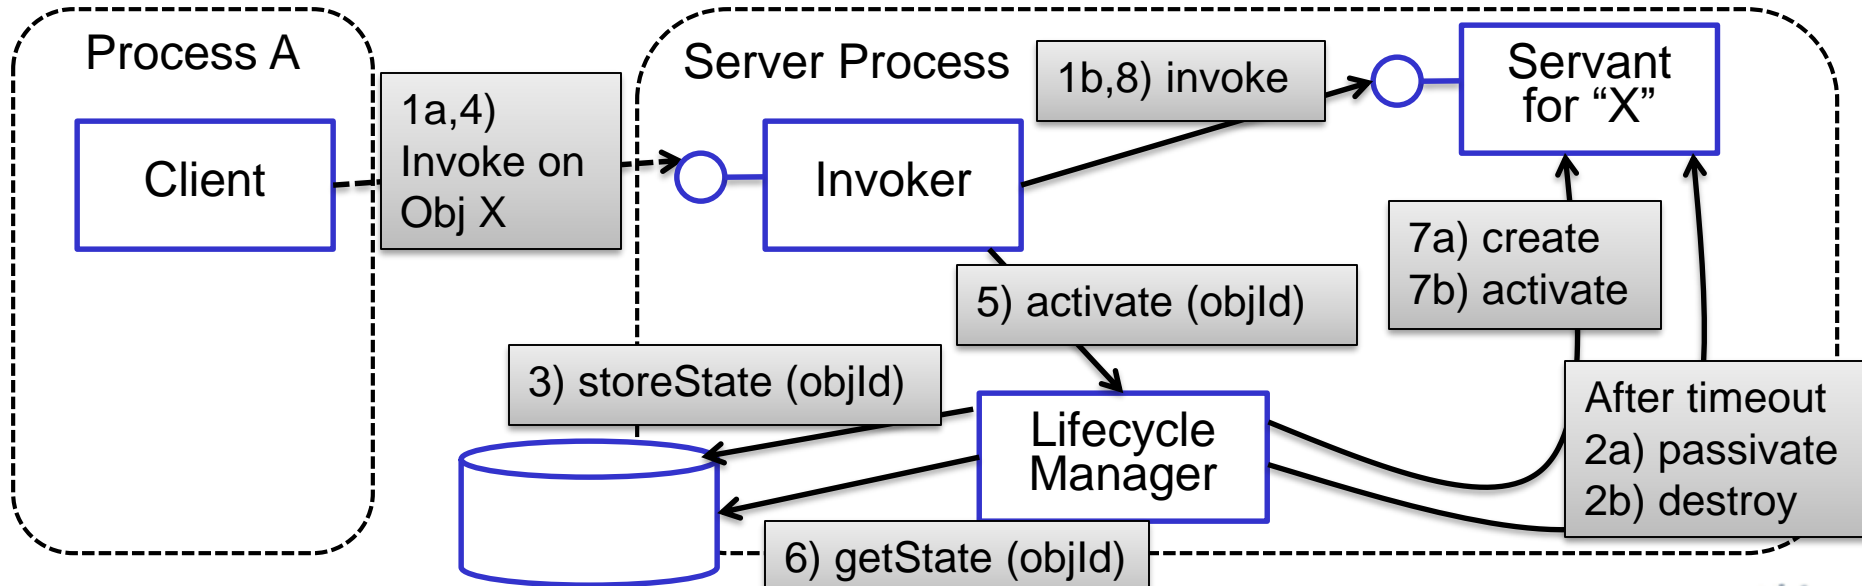 Process A
Client
1a,4)
Invoke on
Obj X
Server Process
Invoker
1b,8) invoke
Servant
for “X”
7a) create
7b) activate
5) activate (objId)
3) storeState (objId)
Lifecycle
Manager
After timeout
2a) passivate
2b) destroy
6) getState (objId)